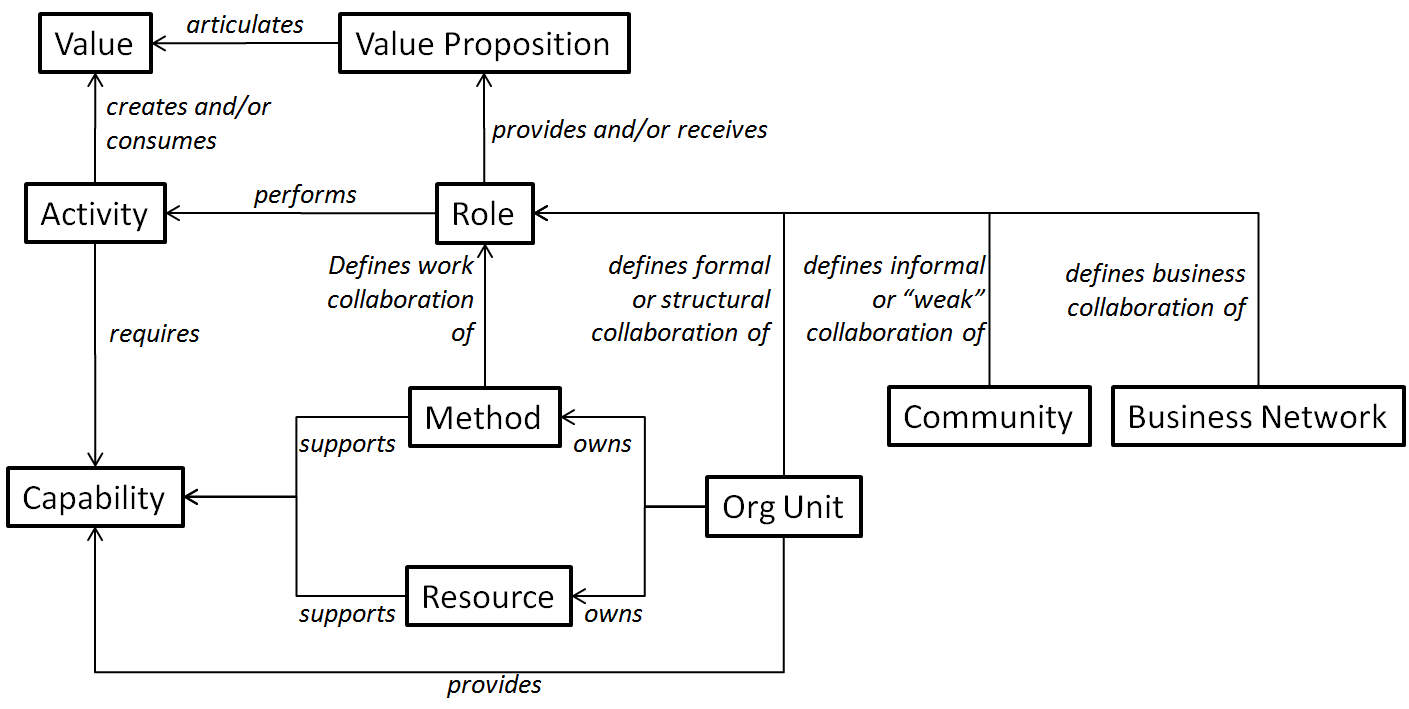 Value
articulates
Value Proposition
creates and/or
consumes
provides and/or receives
Activity
performs
Role
Defines work
collaboration
of
defines formal
or structural
collaboration of
defines informal
or “weak”
collaboration of
defines business
collaboration of
requires
Method
Community
Business Network
supports
owns
Capability
Org Unit
Resource
supports
owns
provides